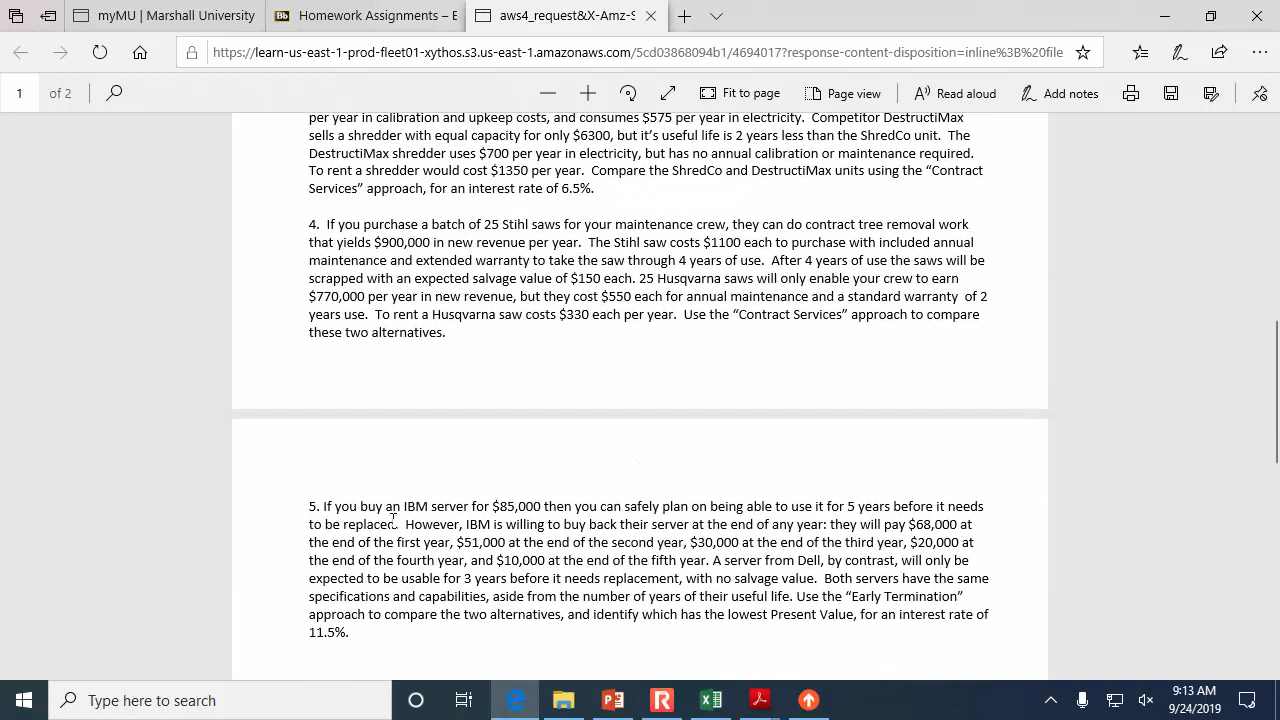 myMU | Marshall University
Homework Assignments – E
aws4_request&X-Amz-S
https://learn-us-east-1-prod-fleet01-xythos.s3.us-east-1.amazonaws.com/5cd03868094b1/4694017?response-content-disposition=inline%3B%20file
1 of 2
Fit to page
Page view
Read aloud
Add notes
per year in calibration and upkeep costs, and consumes $575 per year in electricity. Competitor DestructiMax
sells a shredder with equal capacity for only $6300, but it's useful life is 2 years less than the ShredCo unit. The
DestructiMax shredder uses $700 per year in electricity, but has no annual calibration or maintenance required.
To rent a shredder would cost $1350 per year. Compare the ShredCo and DestructiMax units using the “Contract
Services” approach, for an interest rate of 6.5%.
4. If you purchase a batch of 25 Stihl saws for your maintenance crew, they can do contract tree removal work
that yields $900,000 in new revenue per year. The Stihl saw costs $1100 each to purchase with included annual
maintenance and extended warranty to take the saw through 4 years of use. After 4 years of use the saws will be
scrapped with an expected salvage value of $150 each. 25 Husqvarna saws will only enable your crew to earn
$770,000 per year in new revenue, but they cost $550 each for annual maintenance and a standard warranty of 2
years use. To rent a Husqvarna saw costs $330 each per year. Use the “Contract Services” approach to compare
these two alternatives.
5. If you buy an IBM server for $85,000 then you can safely plan on being able to use it for 5 years before it needs
to be replaced. However, IBM is willing to buy back their server at the end of any year: they will pay $68,000 at
the end of the first year, $51,000 at the end of the second year, $30,000 at the end of the third year, $20,000 at
the end of the fourth year, and $10,000 at the end of the fifth year. A server from Dell, by contrast, will only be
expected to be usable for 3 years before it needs replacement, with no salvage value. Both servers have the same
specifications and capabilities, aside from the number of years of their useful life. Use the “Early Termination”
approach to compare the two alternatives, and identify which has the lowest Present Value, for an interest rate of
11.5%.
Type here to search
9:13 AM
9/24/2019